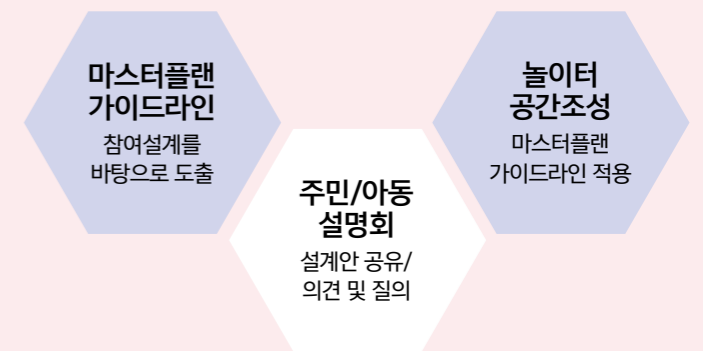 마스터플랜
가이드라인
참여설계를
바탕으로 도출
주민/아동
설명회
설계안 공유/
의견 및 질의
놀이터
공간조성
마스터플랜
가이드라인 적용